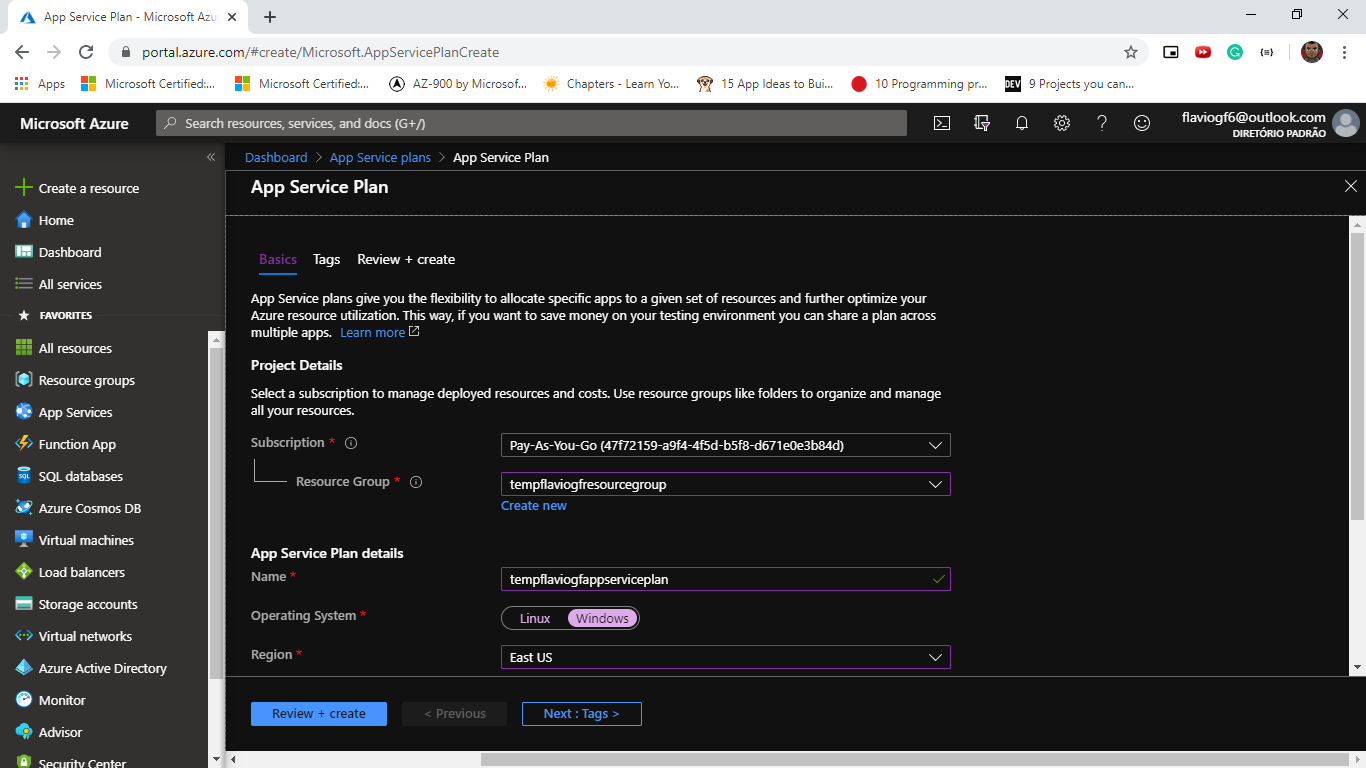 App Service Plan - Microsoft Azu
portal.azure.com/#create/Microsoft.AppServicePlanCreate
Apps
Microsoft Certified:...
Microsoft Certified:...
AZ-900 by Microsof...
Chapters - Learn Yo...
15 App Ideas to Bui...
10 Programming pr...
DEV
9 Projects you can...
Microsoft Azure
Search resources, services, and docs (G+/)
flaviogf6@outlook.com
DIRETÓRIO PADRÃO
Create a resource
Home
Dashboard
All services
FAVORITES
All resources
Resource groups
App Services
Function App
SQL databases
Azure Cosmos DB
Virtual machines
Load balancers
Storage accounts
Virtual networks
Azure Active Directory
Monitor
Advisor
Security Center
Dashboard > App Service plans > App Service Plan
App Service Plan
Basics Tags Review + create
App Service plans give you the flexibility to allocate specific apps to a given set of resources and further optimize your
Azure resource utilization. This way, if you want to save money on your testing environment you can share a plan across
multiple apps. Learn more
Project Details
Select a subscription to manage deployed resources and costs. Use resource groups like folders to organize and manage
all your resources.
Subscription *
Pay-As-You-Go (47f72159-a9f4-4f5d-b5f8-d671e0e3b84d)
Resource Group *
tempflaviogfresourcegroup
Create new
App Service Plan details
Name *
tempflaviogfappserviceplan
Operating System *
Linux Windows
Region *
East US
Review + create
< Previous
Next : Tags >